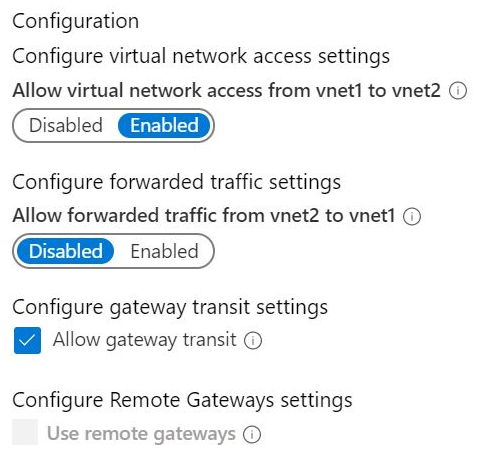 Configuration
Configure virtual network access settings
Allow virtual network access from vnet1 to vnet2
Disabled Enabled
Configure forwarded traffic settings
Allow forwarded traffic from vnet2 to vnet1
Disabled Enabled
Configure gateway transit settings
Allow gateway transit
Configure Remote Gateways settings
Use remote gateways